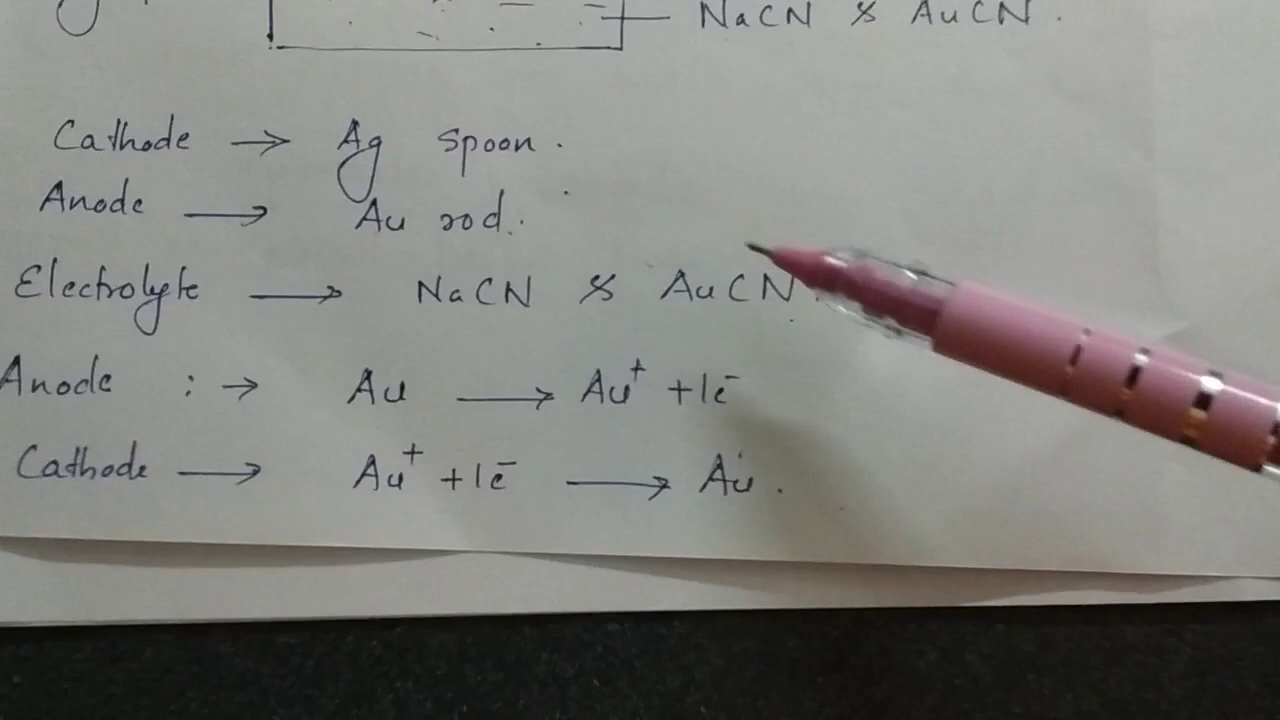 NaCN & AuCN.
Cathode → Ag spoon.
Anode → Au rod.
Electrolyte → NaCN & AuCN.
Anode : → Au → Au⁺ + 1e⁻
Cathode → Au⁺ + 1e⁻ → Au.